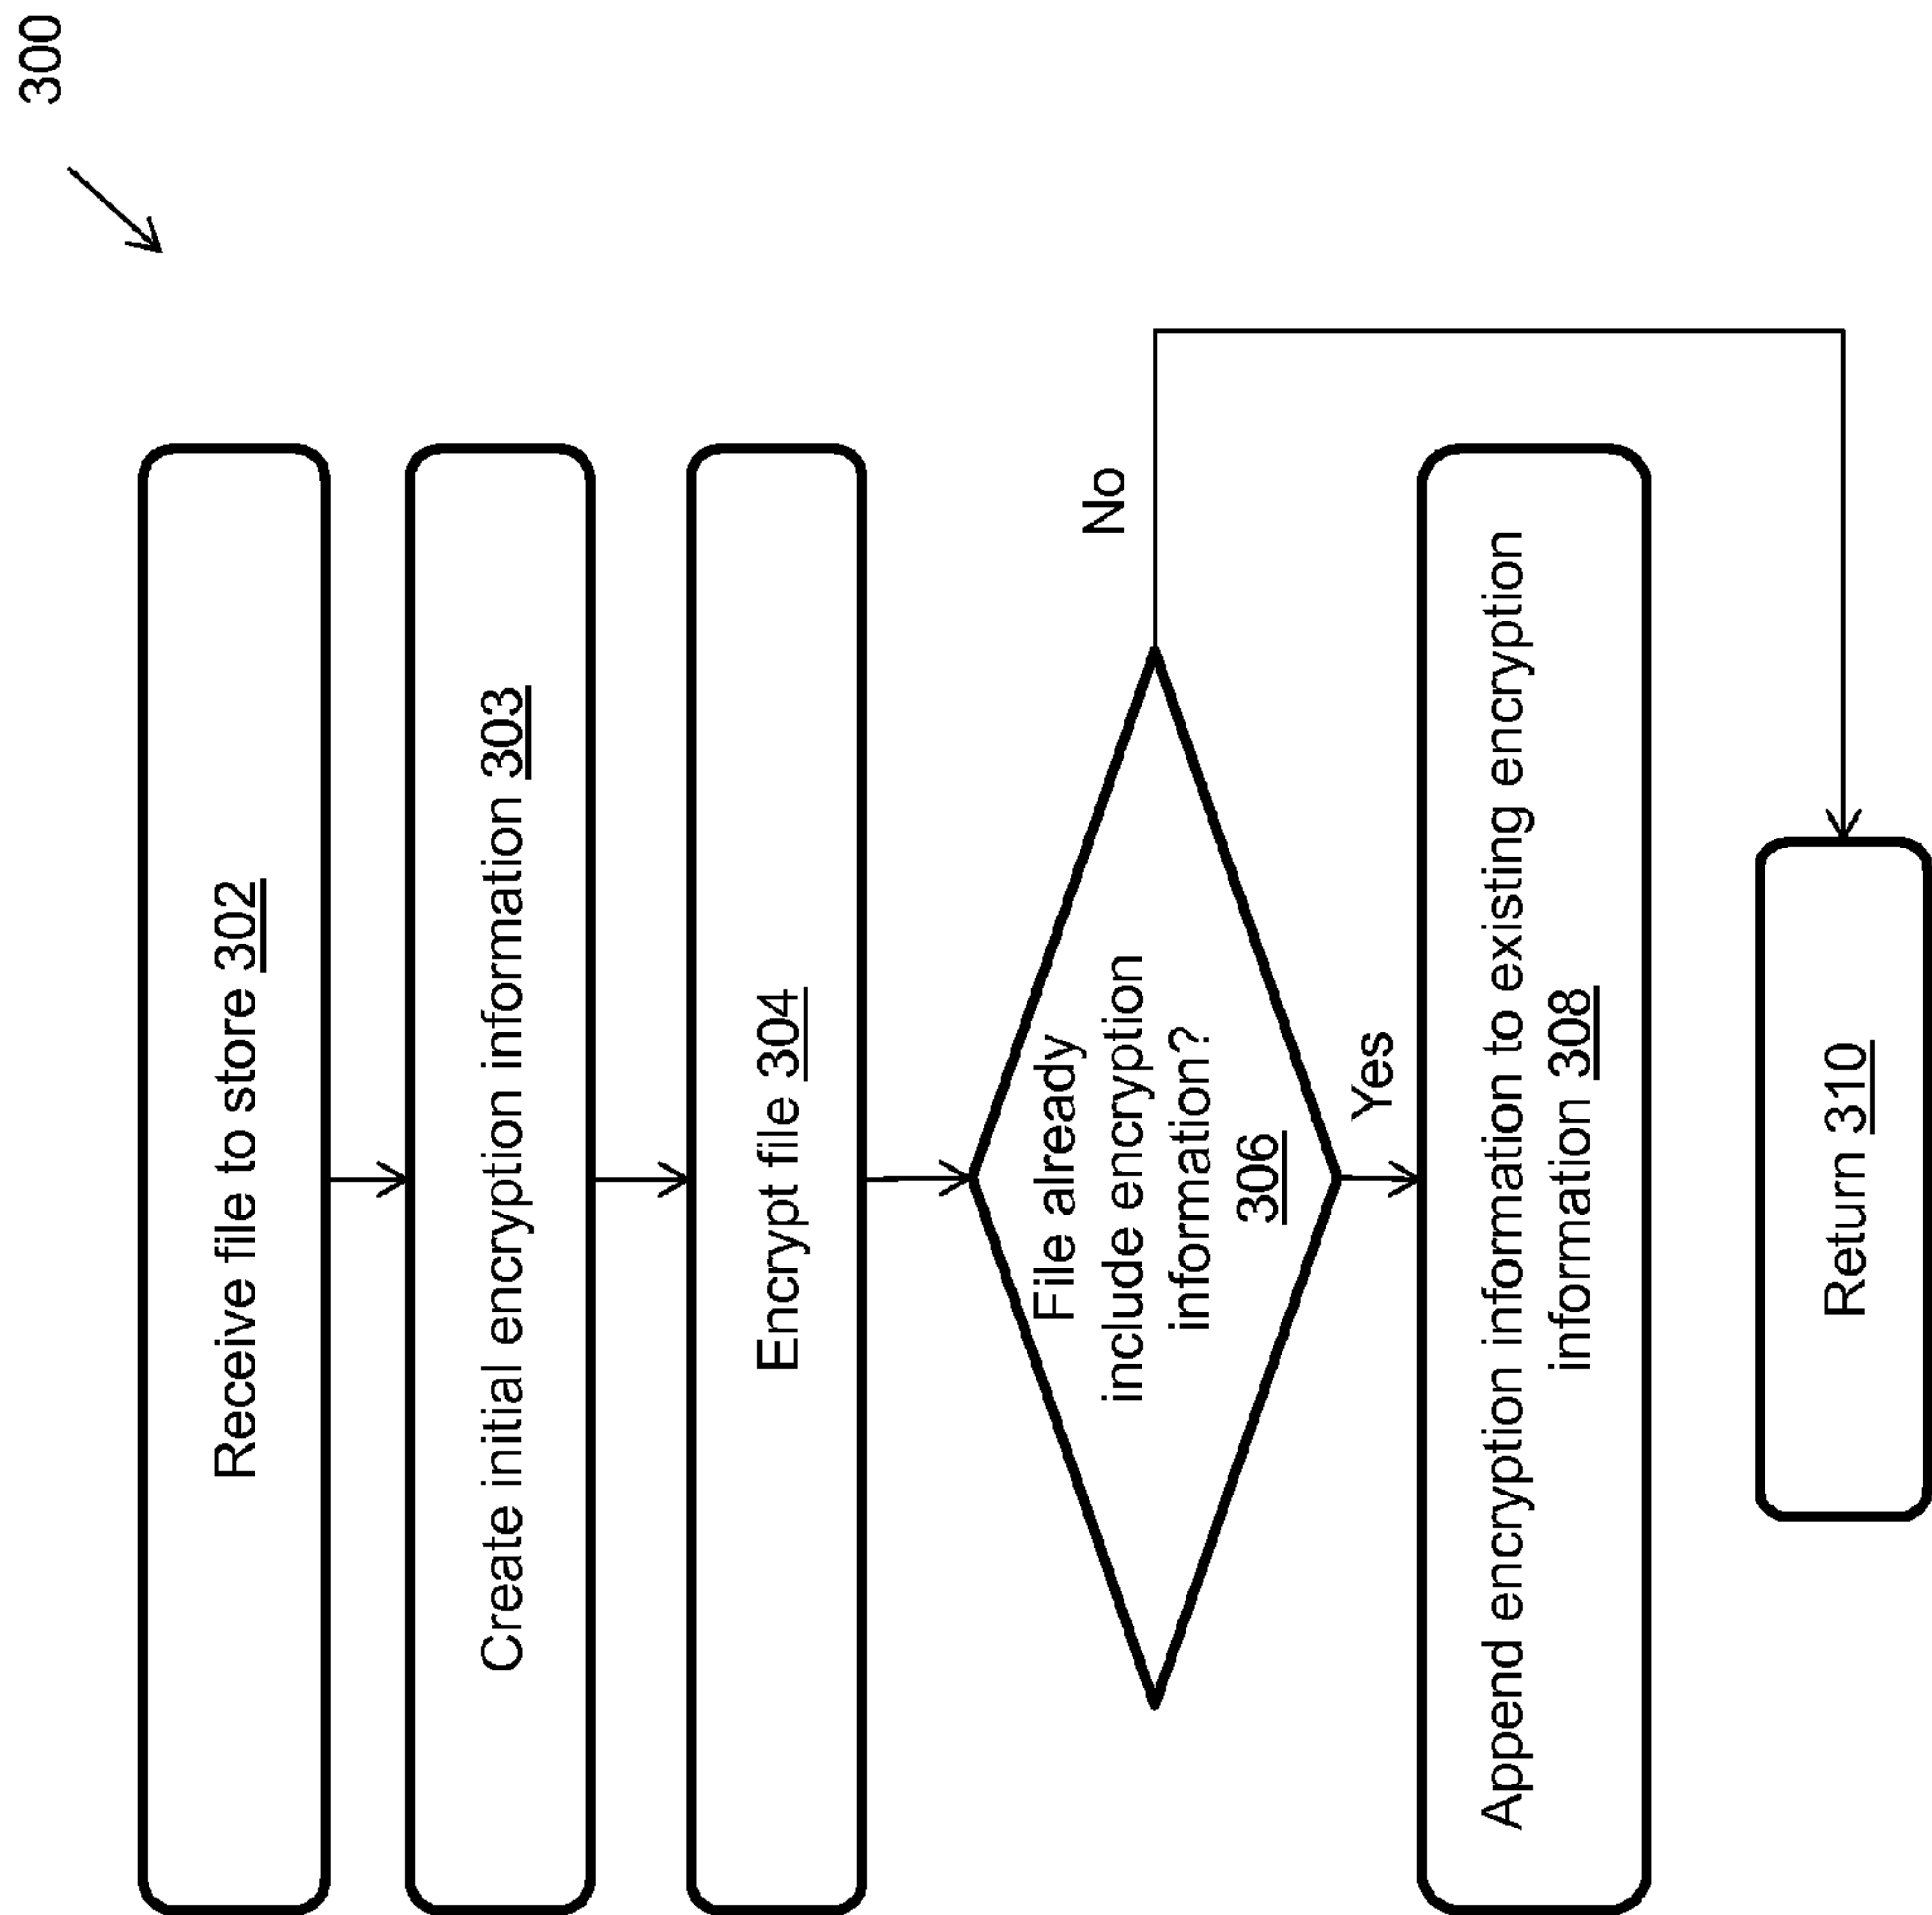 300
Receive file to store 302
Create initial encryption information 303
Encrypt file 304
File already
include encryption
information?
306
No
Yes
Append encryption information to existing encryption
information 308
Return 310